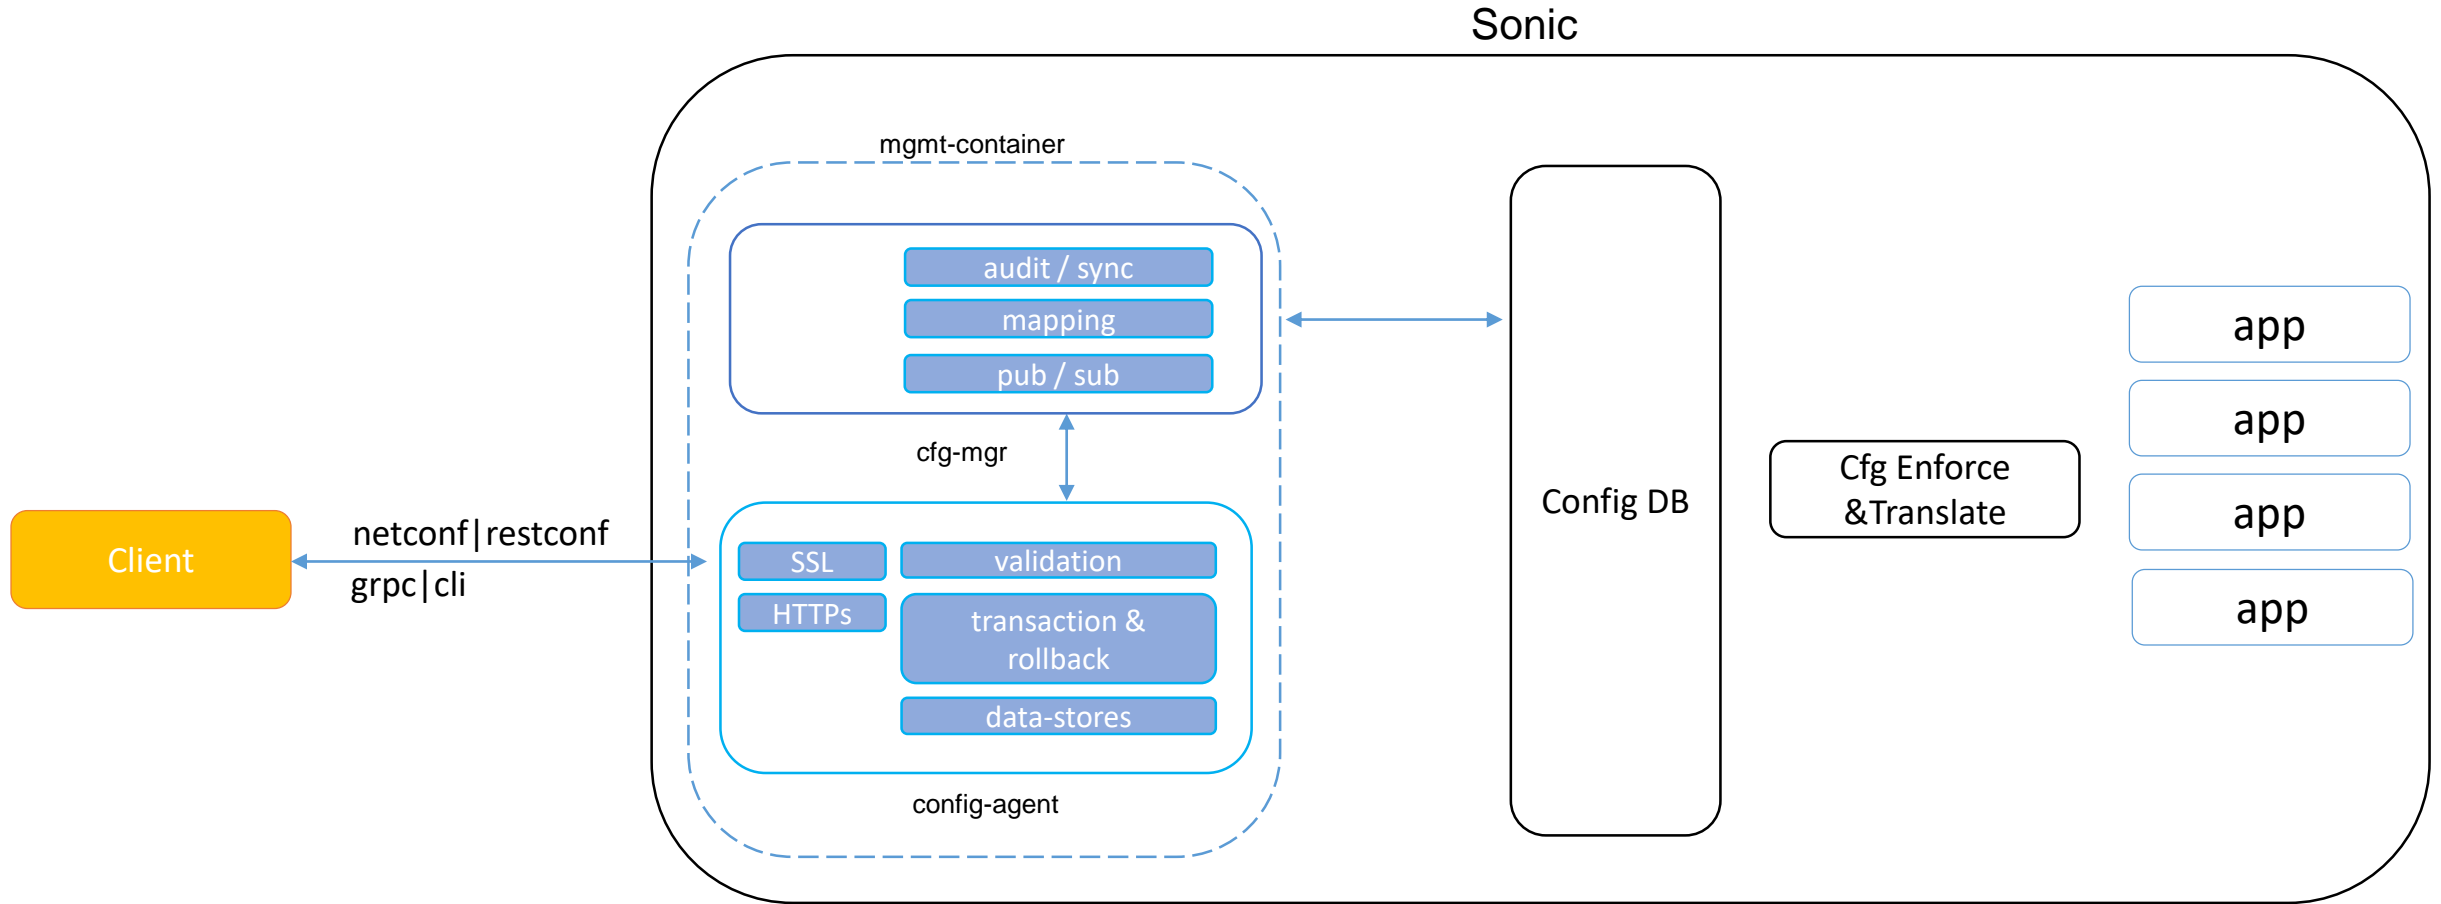 Sonic
mgmt-container
audit / sync
mapping
pub / sub
cfg-mgr
Client
netconf|restconf
grpc|cli
SSL
HTTPs
validation
transaction &
rollback
data-stores
config-agent
Config DB
Cfg Enforce
&Translate
app
app
app
app